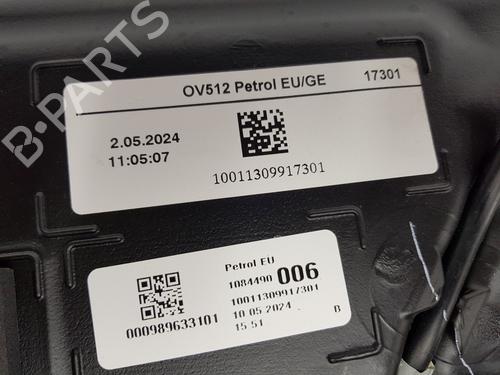 OV512 Petrol EU/GE 17301
2.05.2024
11:05:07
10011309917301
Petrol EU
1084490 006
10011309917301
10.05.2024
15:51 B
000989633101
B-PARTS